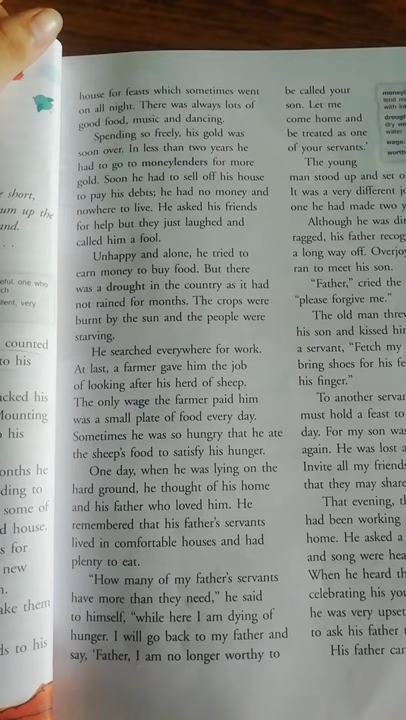 e short,
um up the
and.
eful, one who
ch
llent, very
counted
to his
cked his
Mounting
his
onths he
ding to
some of
d house.
s for
new
n.
ake them
ds to his
house for feasts which sometimes went
on all night. There was always lots of
good food, music and dancing.
Spending so freely, his gold was
soon over. In less than two years he
had to go to moneylenders for more
gold. Soon he had to sell off his house
to pay his debts; he had no money and
nowhere to live. He asked his friends
for help but they just laughed and
called him a fool.
Unhappy and alone, he tried to
earn money to buy food. But there
was a drought in the country as it had
not rained for months. The crops were
burnt by the sun and the people were
starving.
He searched everywhere for work.
At last, a farmer gave him the job
of looking after his herd of sheep.
The only wage the farmer paid him
was a small plate of food every day.
Sometimes he was so hungry that he ate
the sheep's food to satisfy his hunger.
One day, when he was lying on the
hard ground, he thought of his home
and his father who loved him. He
remembered that his father's servants
lived in comfortable houses and had
plenty to eat.
"How many of my father's servants
have more than they need," he said
to himself, "while here I am dying of
hunger. I will go back to my father and
say, 'Father, I am no longer worthy to
be called your
son. Let me
come home and
be treated as one
of your servants.'
The young
man stood up and set o
It was a very different jo
one he had made two y
Although he was dir
ragged, his father recog
a long way off. Overjoy
ran to meet his son.
"Father," cried the
"please forgive me."
The old man threw
his son and kissed him
a servant, "Fetch my
bring shoes for his fe
his finger."
To another servan
must hold a feast to
day. For my son was
again. He was lost a
Invite all my friends
that they may share
That evening, th
had been working
home. He asked a
and song were hea
When he heard th
celebrating his you
he was very upset
to ask his father t
His father can
moneyl
lend m
with int
drough
dry we
water
wage:
worth